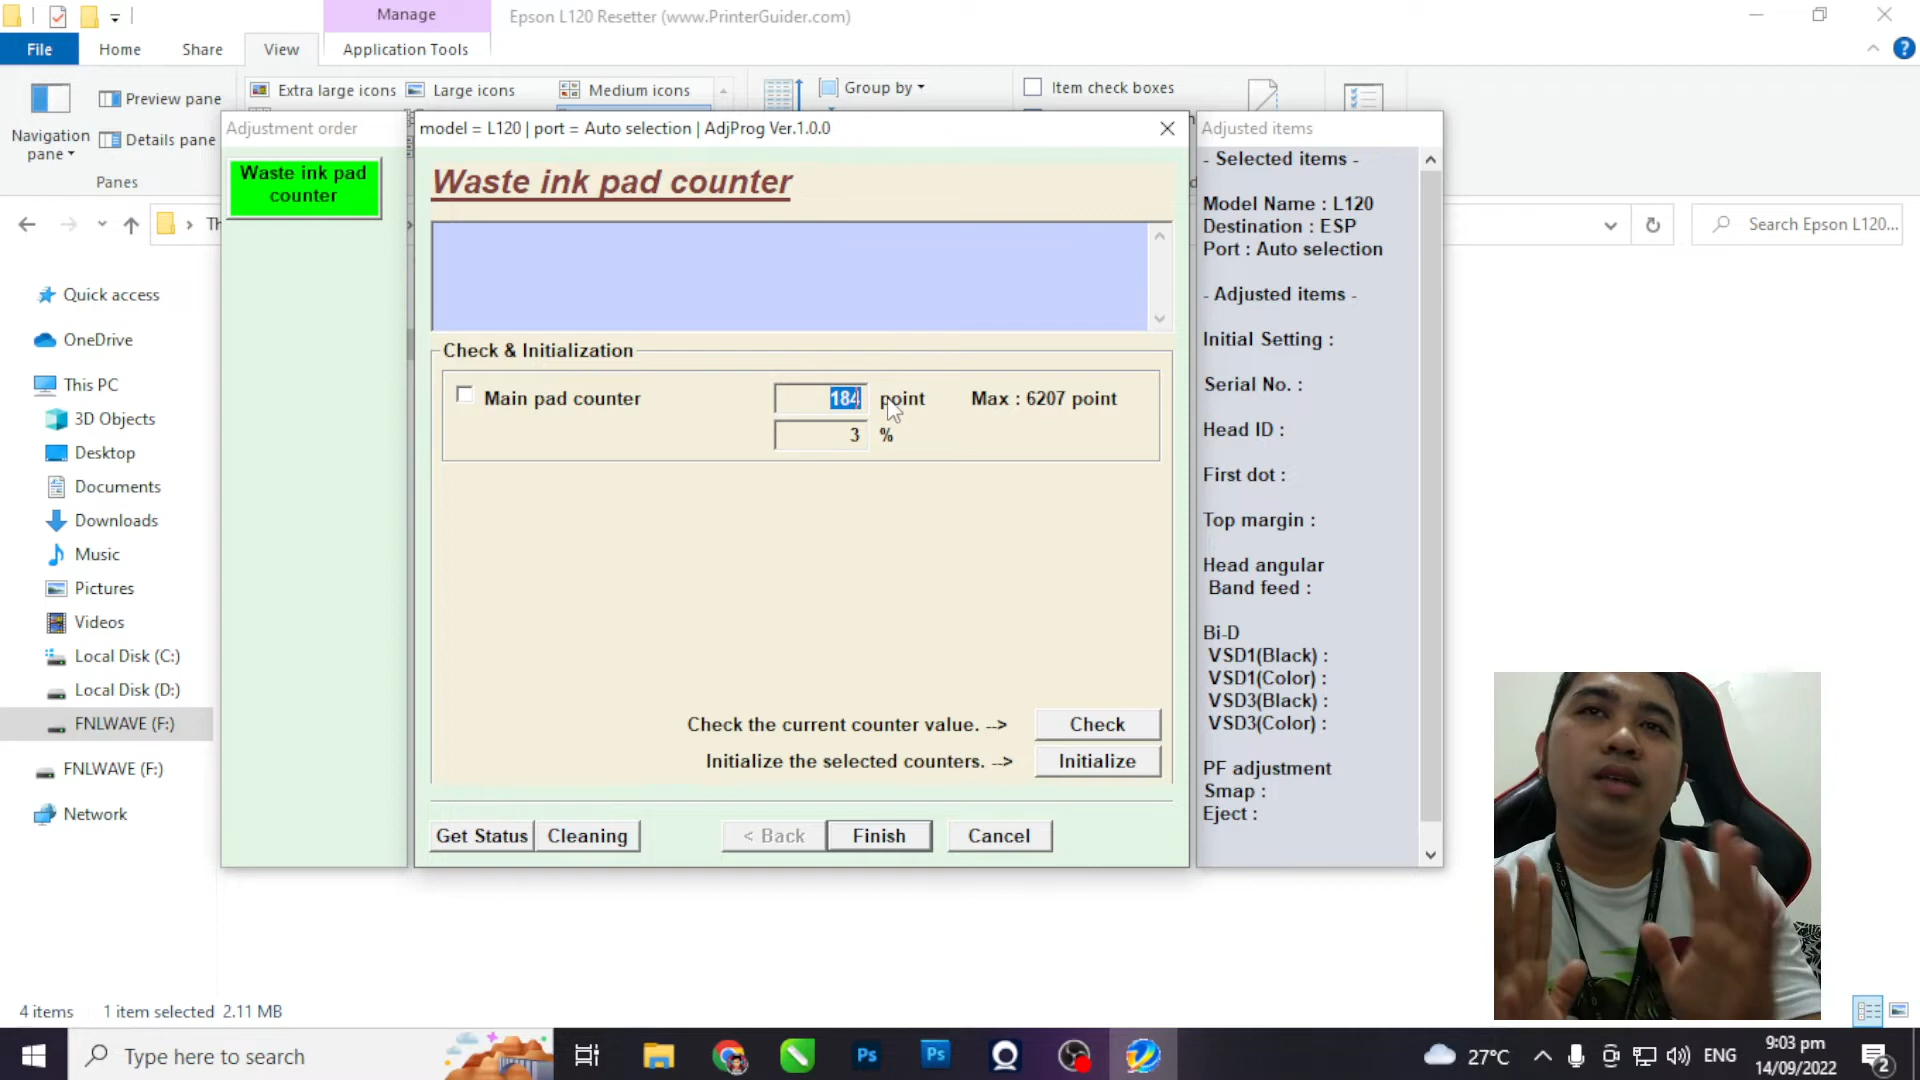 Manage
Epson L120 Resetter (www.PrinterGuider.com)
File
Home
Share
View
Application Tools
Navigation pane
Preview pane
Details pane
Panes
Extra large icons
Large icons
Medium icons
Group by
Item check boxes
Search Epson L120...
Quick access
OneDrive
This PC
3D Objects
Desktop
Documents
Downloads
Music
Pictures
Videos
Local Disk (C:)
Local Disk (D:)
FNLWAVE (F:)
FNLWAVE (F:)
Network
4 items
1 item selected 2.11 MB
Adjustment order
Waste ink pad
counter
model = L120 | port = Auto selection | AdjProg Ver.1.0.0
Waste ink pad counter
Check & Initialization
Main pad counter
184 point
Max : 6207 point
3 %
Check the current counter value. -->
Check
Initialize the selected counters. -->
Initialize
Get Status
Cleaning
< Back
Finish
Cancel
Adjusted items
- Selected items -
Model Name : L120
Destination : ESP
Port : Auto selection
- Adjusted items -
Initial Setting :
Serial No. :
Head ID :
First dot :
Top margin :
Head angular
Band feed :
Bi-D
VSD1(Black) :
VSD1(Color) :
VSD3(Black) :
VSD3(Color) :
PF adjustment
Smap :
Eject :
Type here to search
Ps
Ps
27°C
ENG
9:03 pm
14/09/2022
2